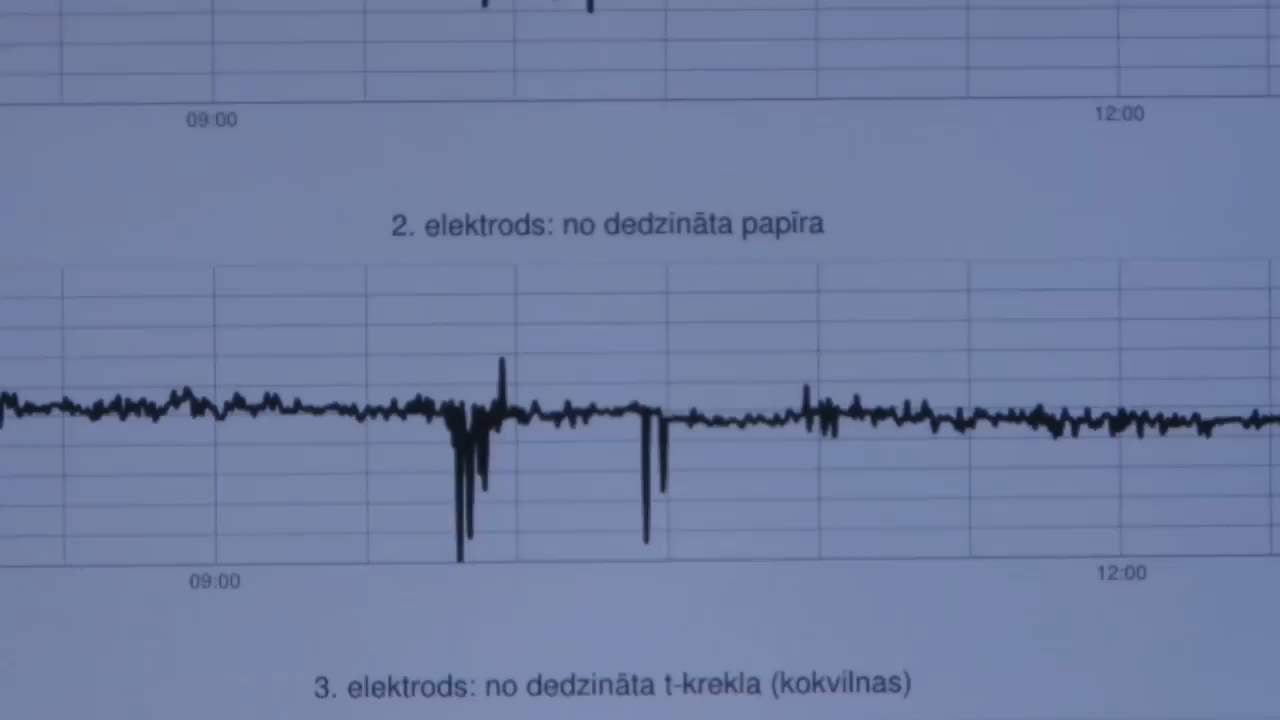 09:00 12:00
2. elektrods: no dedzināta papīra
09:00 12:00
3. elektrods: no dedzināta t-krekla (kokvilnas)